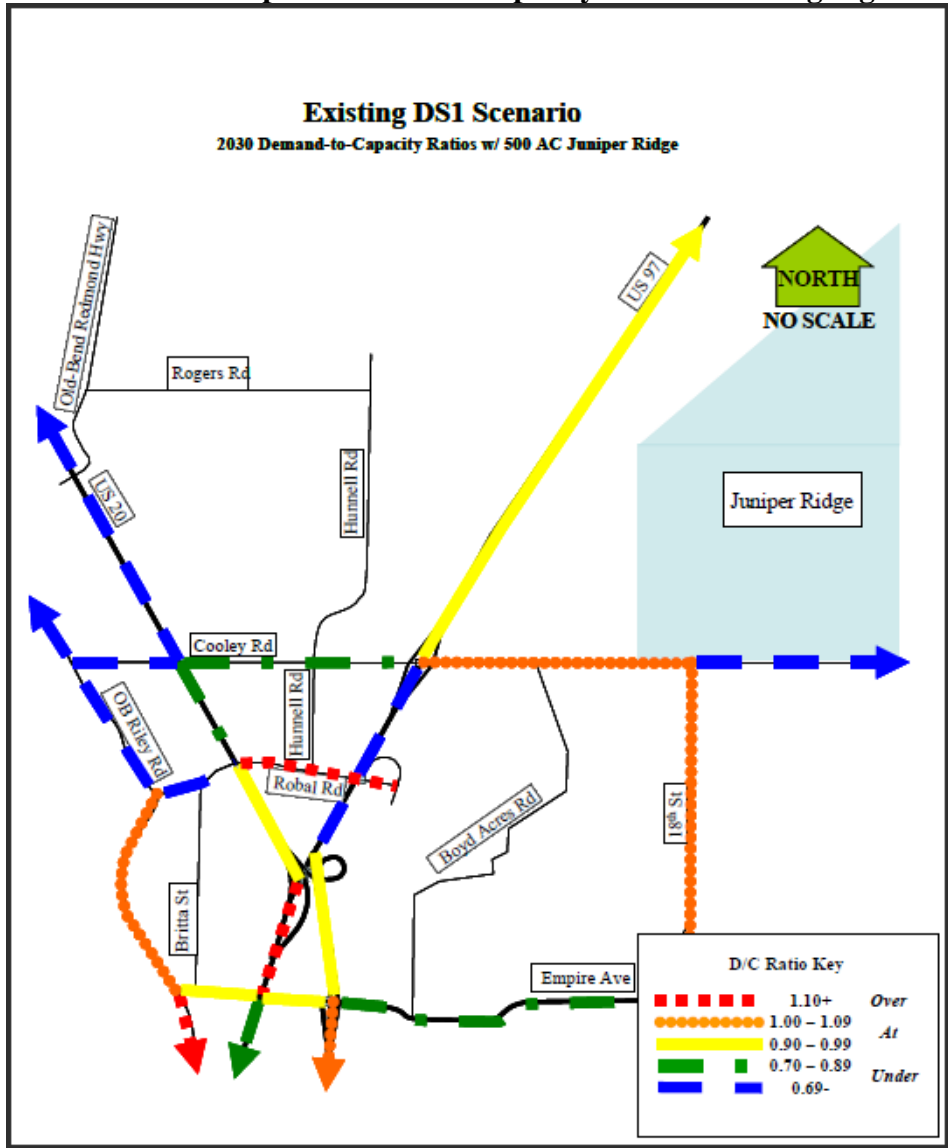 Existing DS1 Scenario
2030 Demand-to-Capacity Ratios w/ 500 AC Juniper Ridge
Old-Bend Redmond Hwy
US 97
NORTH
NO SCALE
Rogers Rd
Hunnell Rd
US 20
Juniper Ridge
Cooley Rd
OB Riley Rd
Hunnell Rd
Robal Rd
Boyd Acres Rd
18th St
Britta St
Empire Ave
D/C Ratio Key
1.10+ Over
1.00 – 1.09
At
0.90 – 0.99
0.70 – 0.89
Under
0.69-